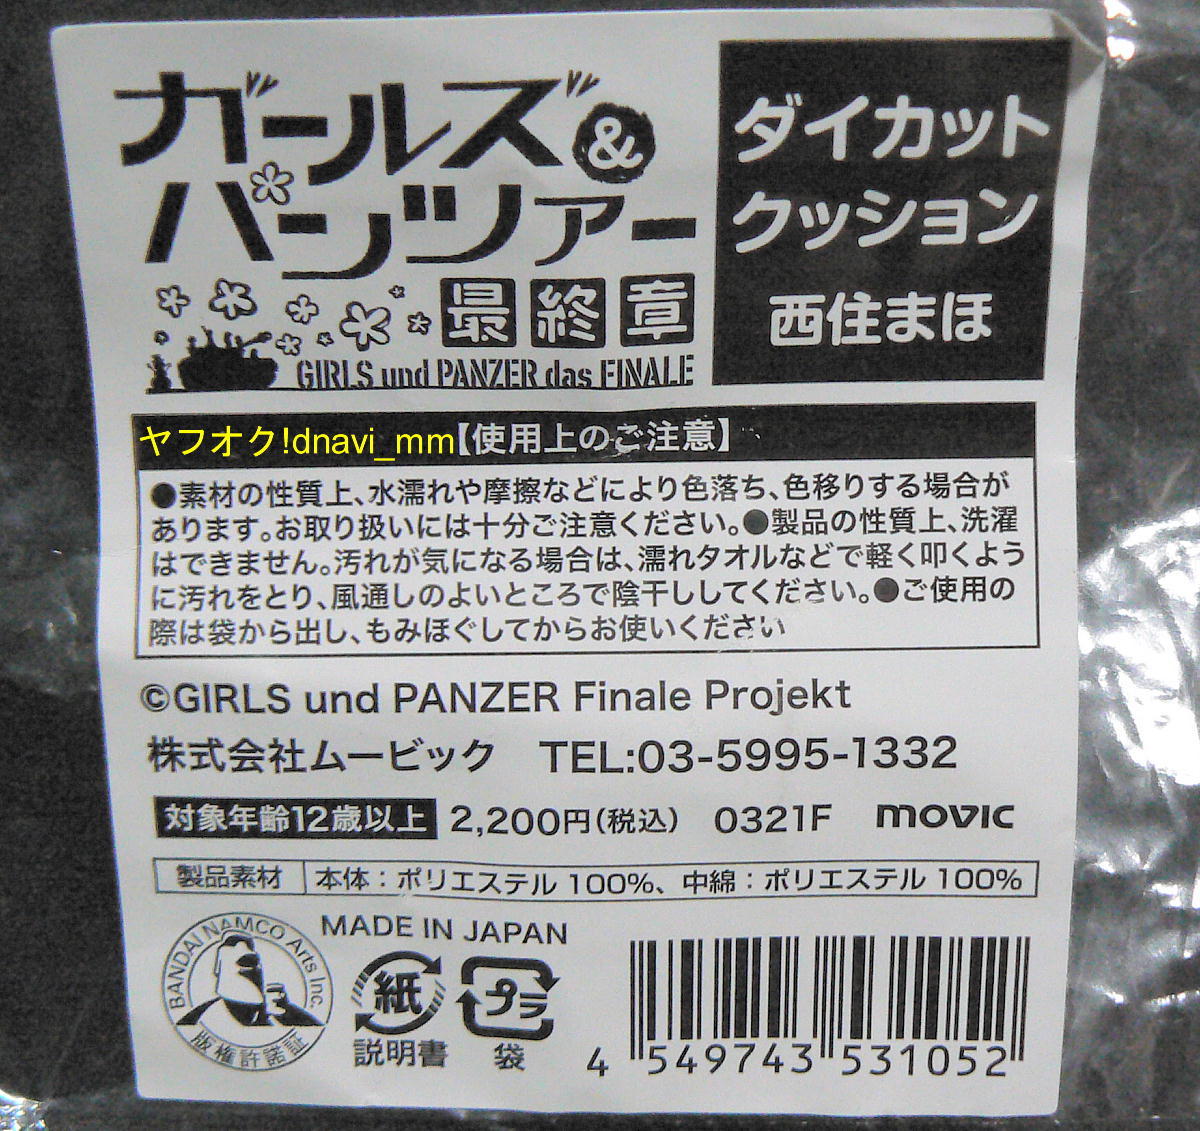 ガールズ&
パンツァー
最終章
GIRLS und PANZER das FINALE
ダイカット
クッション
西住まほ
ヤフオク!dnavi_mm【使用上のご注意】
●素材の性質上、水濡れや摩擦などにより色落ち、色移りする場合が
あります。お取り扱いには十分ご注意ください。●製品の性質上、洗濯
はできません。汚れが気になる場合は、濡れタオルなどで軽く叩くよう
に汚れをとり、風通しのよいところで陰干ししてください。●ご使用の
際は袋から出し、もみほぐしてからお使いください
©GIRLS und PANZER Finale Projekt
株式会社ムービック TEL:03-5995-1332
対象年齢12歳以上 2,200円(税込) 0321F movic
製品素材 本体：ポリエステル 100%、中綿：ポリエステル 100%
BANDAI NAMCO Arts Inc.
版権許諾証
MADE IN JAPAN
紙
説明書
プラ
袋
4 549743 531052